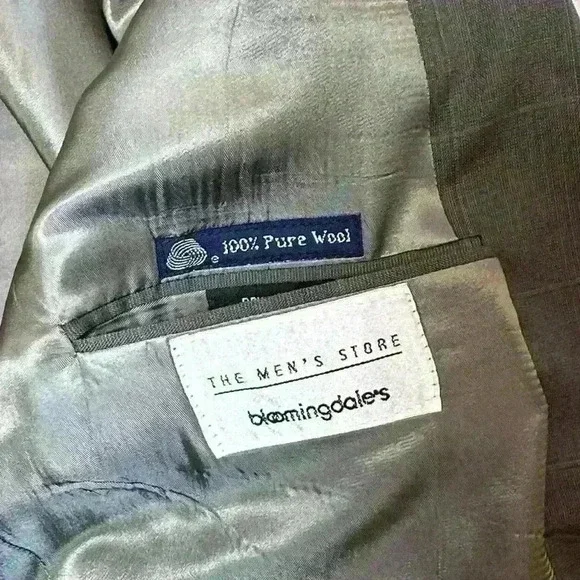 100% Pure Wool
THE MEN'S STORE
bloomingdale's